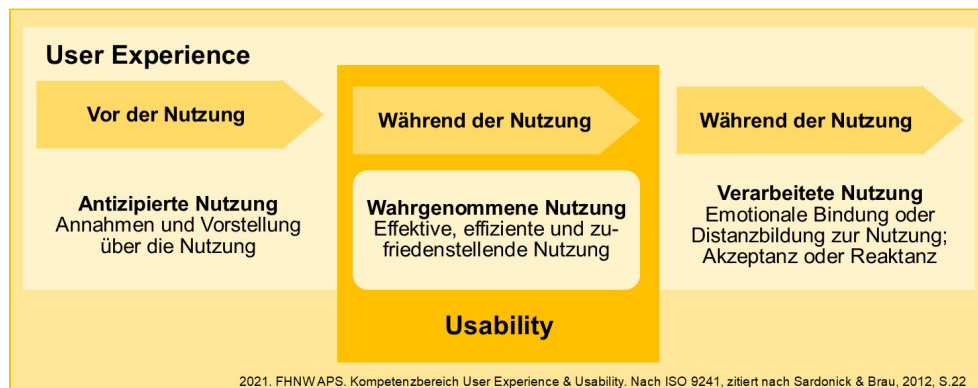 User Experience
Vor der Nutzung
Während der Nutzung
Während der Nutzung
Antizipierte Nutzung
Annahmen und Vorstellung
über die Nutzung
Wahrgenommene Nutzung
Effektive, effiziente und zu-
friedenstellende Nutzung
Verarbeitete Nutzung
Emotionale Bindung oder
Distanzbildung zur Nutzung;
Akzeptanz oder Reaktanz
Usability
2021. FHNW APS. Kompetenzbereich User Experience & Usability. Nach ISO 9241, zitiert nach Sardonick & Brau, 2012, S.22